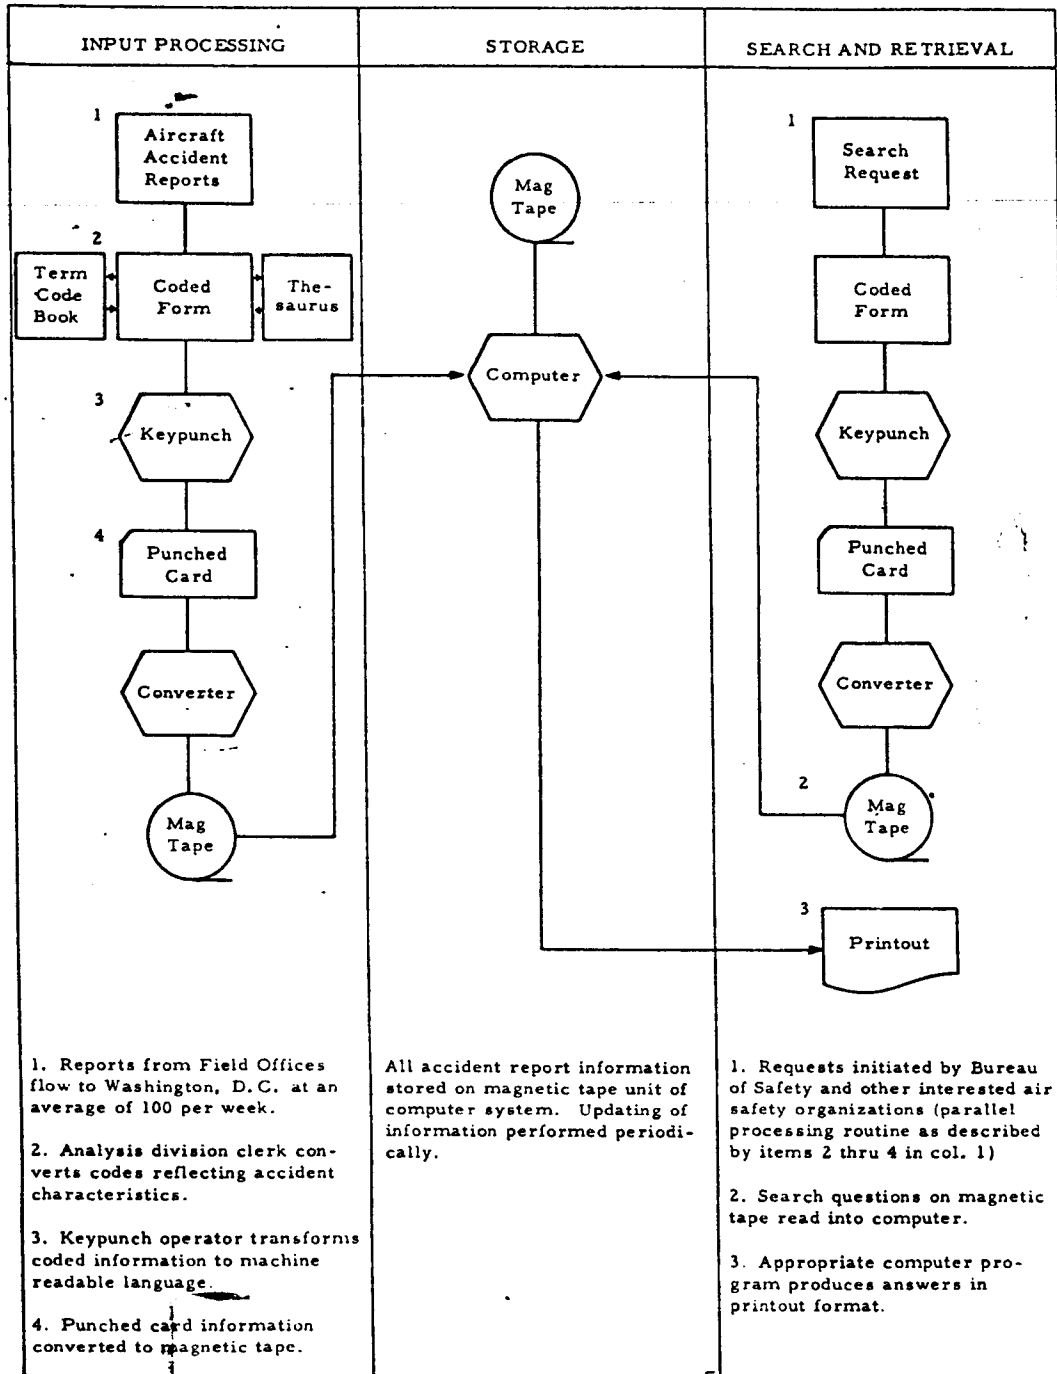 INPUT PROCESSING
STORAGE
SEARCH AND RETRIEVAL
1
Aircraft
Accident
Reports
2
Term
Code
Book
Coded
Form
The-
saurus
3
Keypunch
4
Punched
Card
Converter
Mag
Tape
Mag
Tape
Computer
1
Search
Request
Coded
Form
Keypunch
Punched
Card
Converter
2
Mag
Tape
3
Printout
1. Reports from Field Offices
flow to Washington, D.C. at an
average of 100 per week.
2. Analysis division clerk con-
verts codes reflecting accident
characteristics.
3. Keypunch operator transforms
coded information to machine
readable language.
4. Punched card information
converted to magnetic tape.
All accident report information
stored on magnetic tape unit of
computer system. Updating of
information performed periodi-
cally.
1. Requests initiated by Bureau
of Safety and other interested air
safety organizations (parallel
processing routine as described
by items 2 thru 4 in col. 1)
2. Search questions on magnetic
tape read into computer.
3. Appropriate computer pro-
gram produces answers in
printout format.